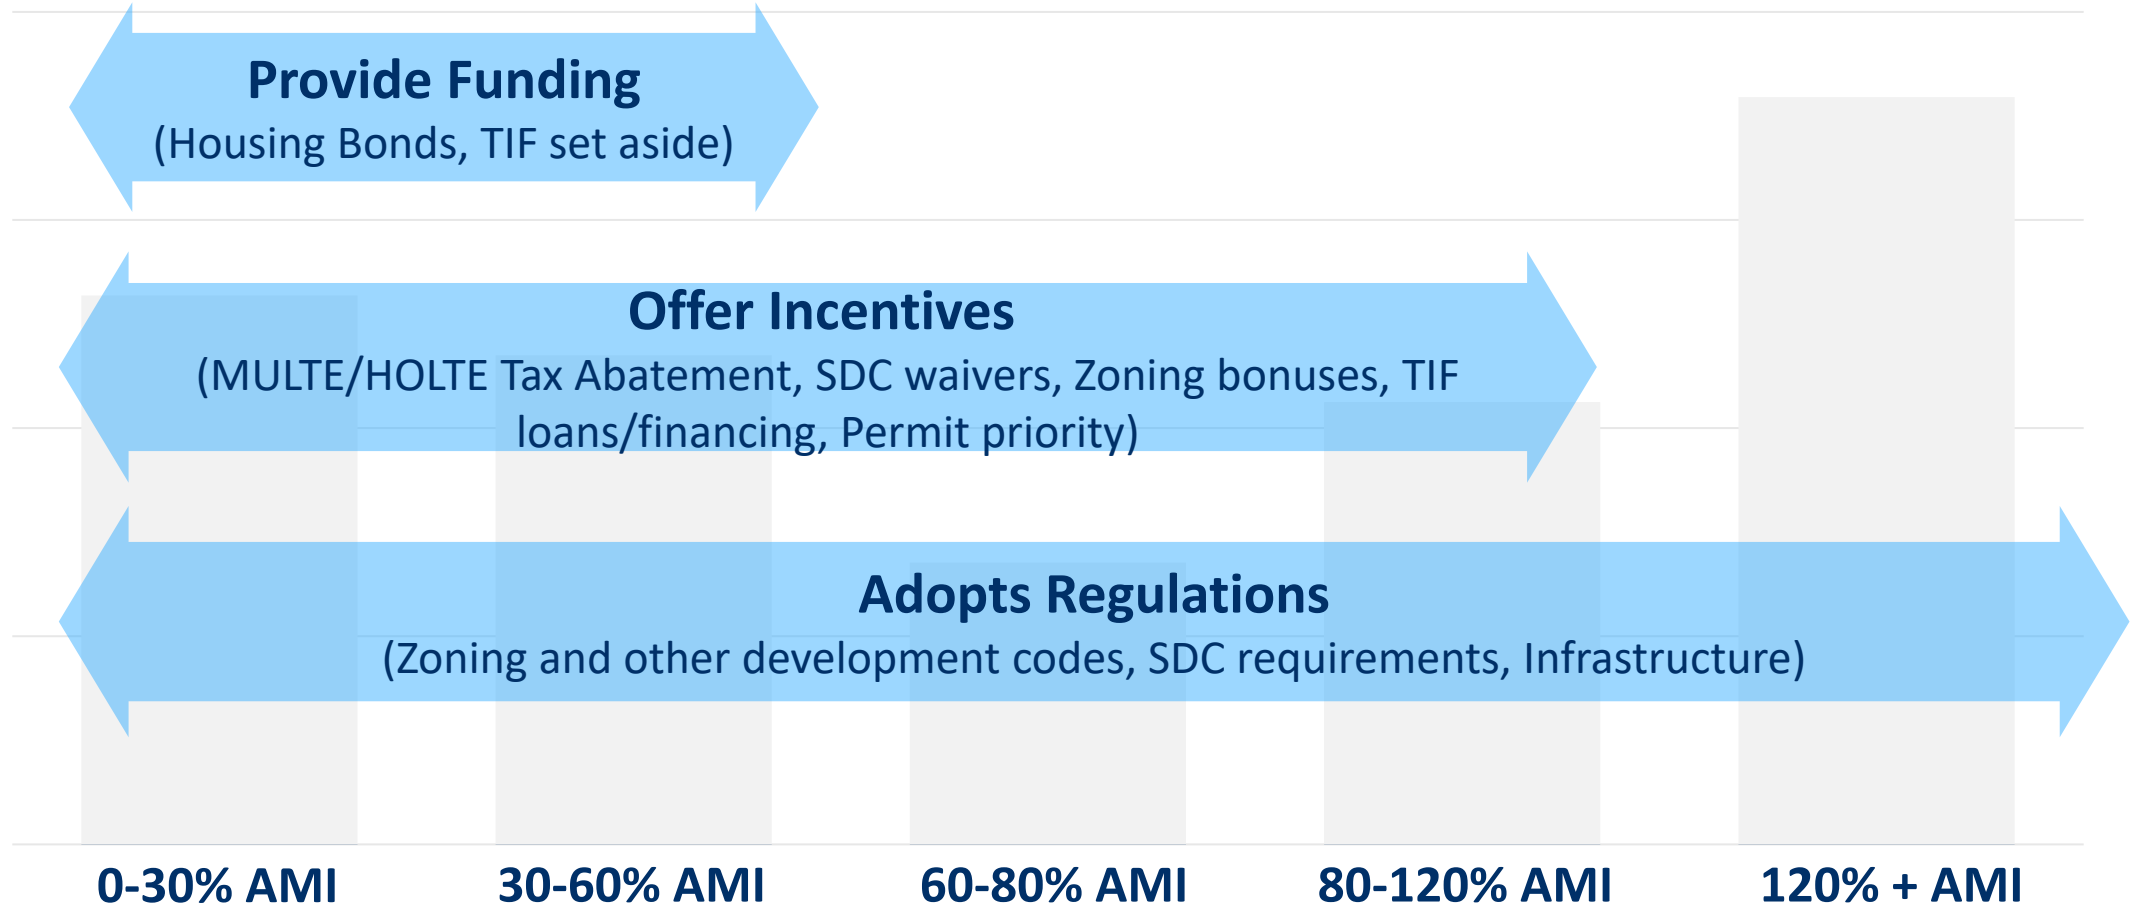 Provide Funding
(Housing Bonds, TIF set aside)
Offer Incentives
(MULTE/HOLTE Tax Abatement, SDC waivers, Zoning bonuses, TIF
loans/financing, Permit priority)
Adopts Regulations
(Zoning and other development codes, SDC requirements, Infrastructure)
0-30% AMI
30-60% AMI
60-80% AMI
80-120% AMI
120% + AMI